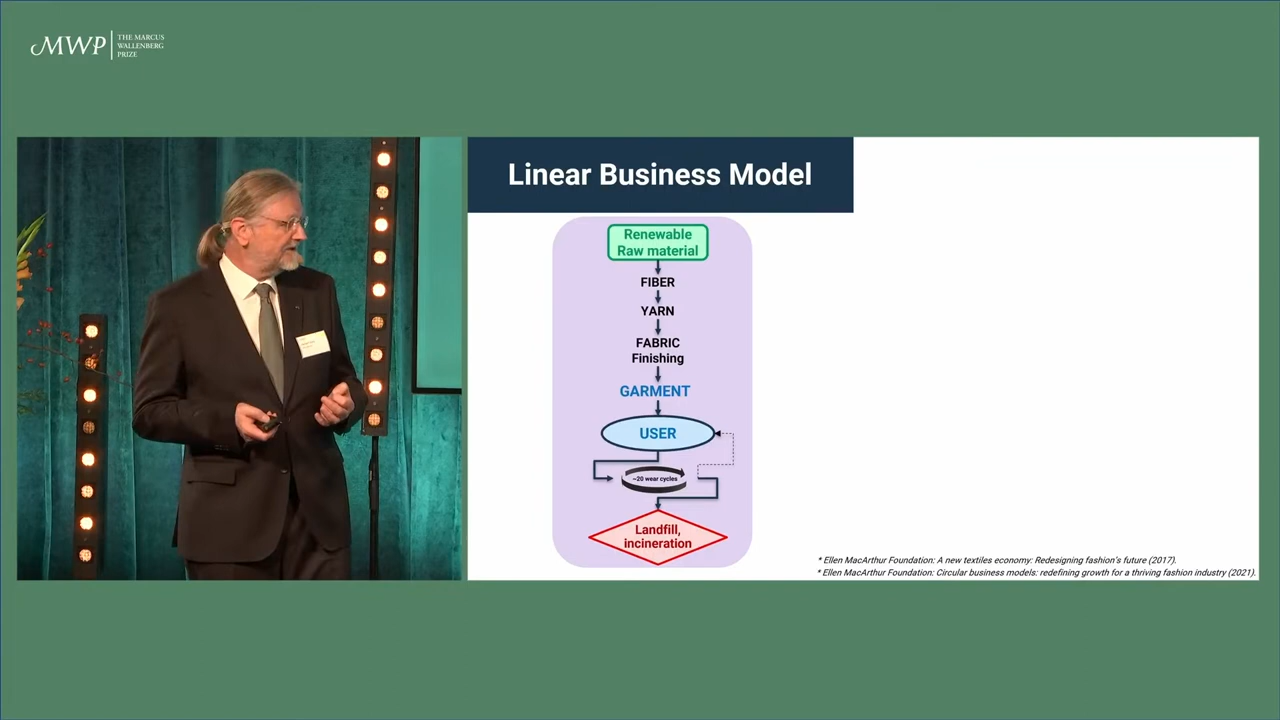 MWP
THE MARCUS
WALLENBERG
PRIZE
Linear Business Model
Renewable
Raw material
FIBER
YARN
FABRIC
Finishing
GARMENT
USER
~20 wear cycles
Landfill,
incineration
* Ellen MacArthur Foundation: A new textiles economy: Redesigning fashion's future (2017).
* Ellen MacArthur Foundation: Circular business models: redefining growth for a thriving fashion industry (2021).